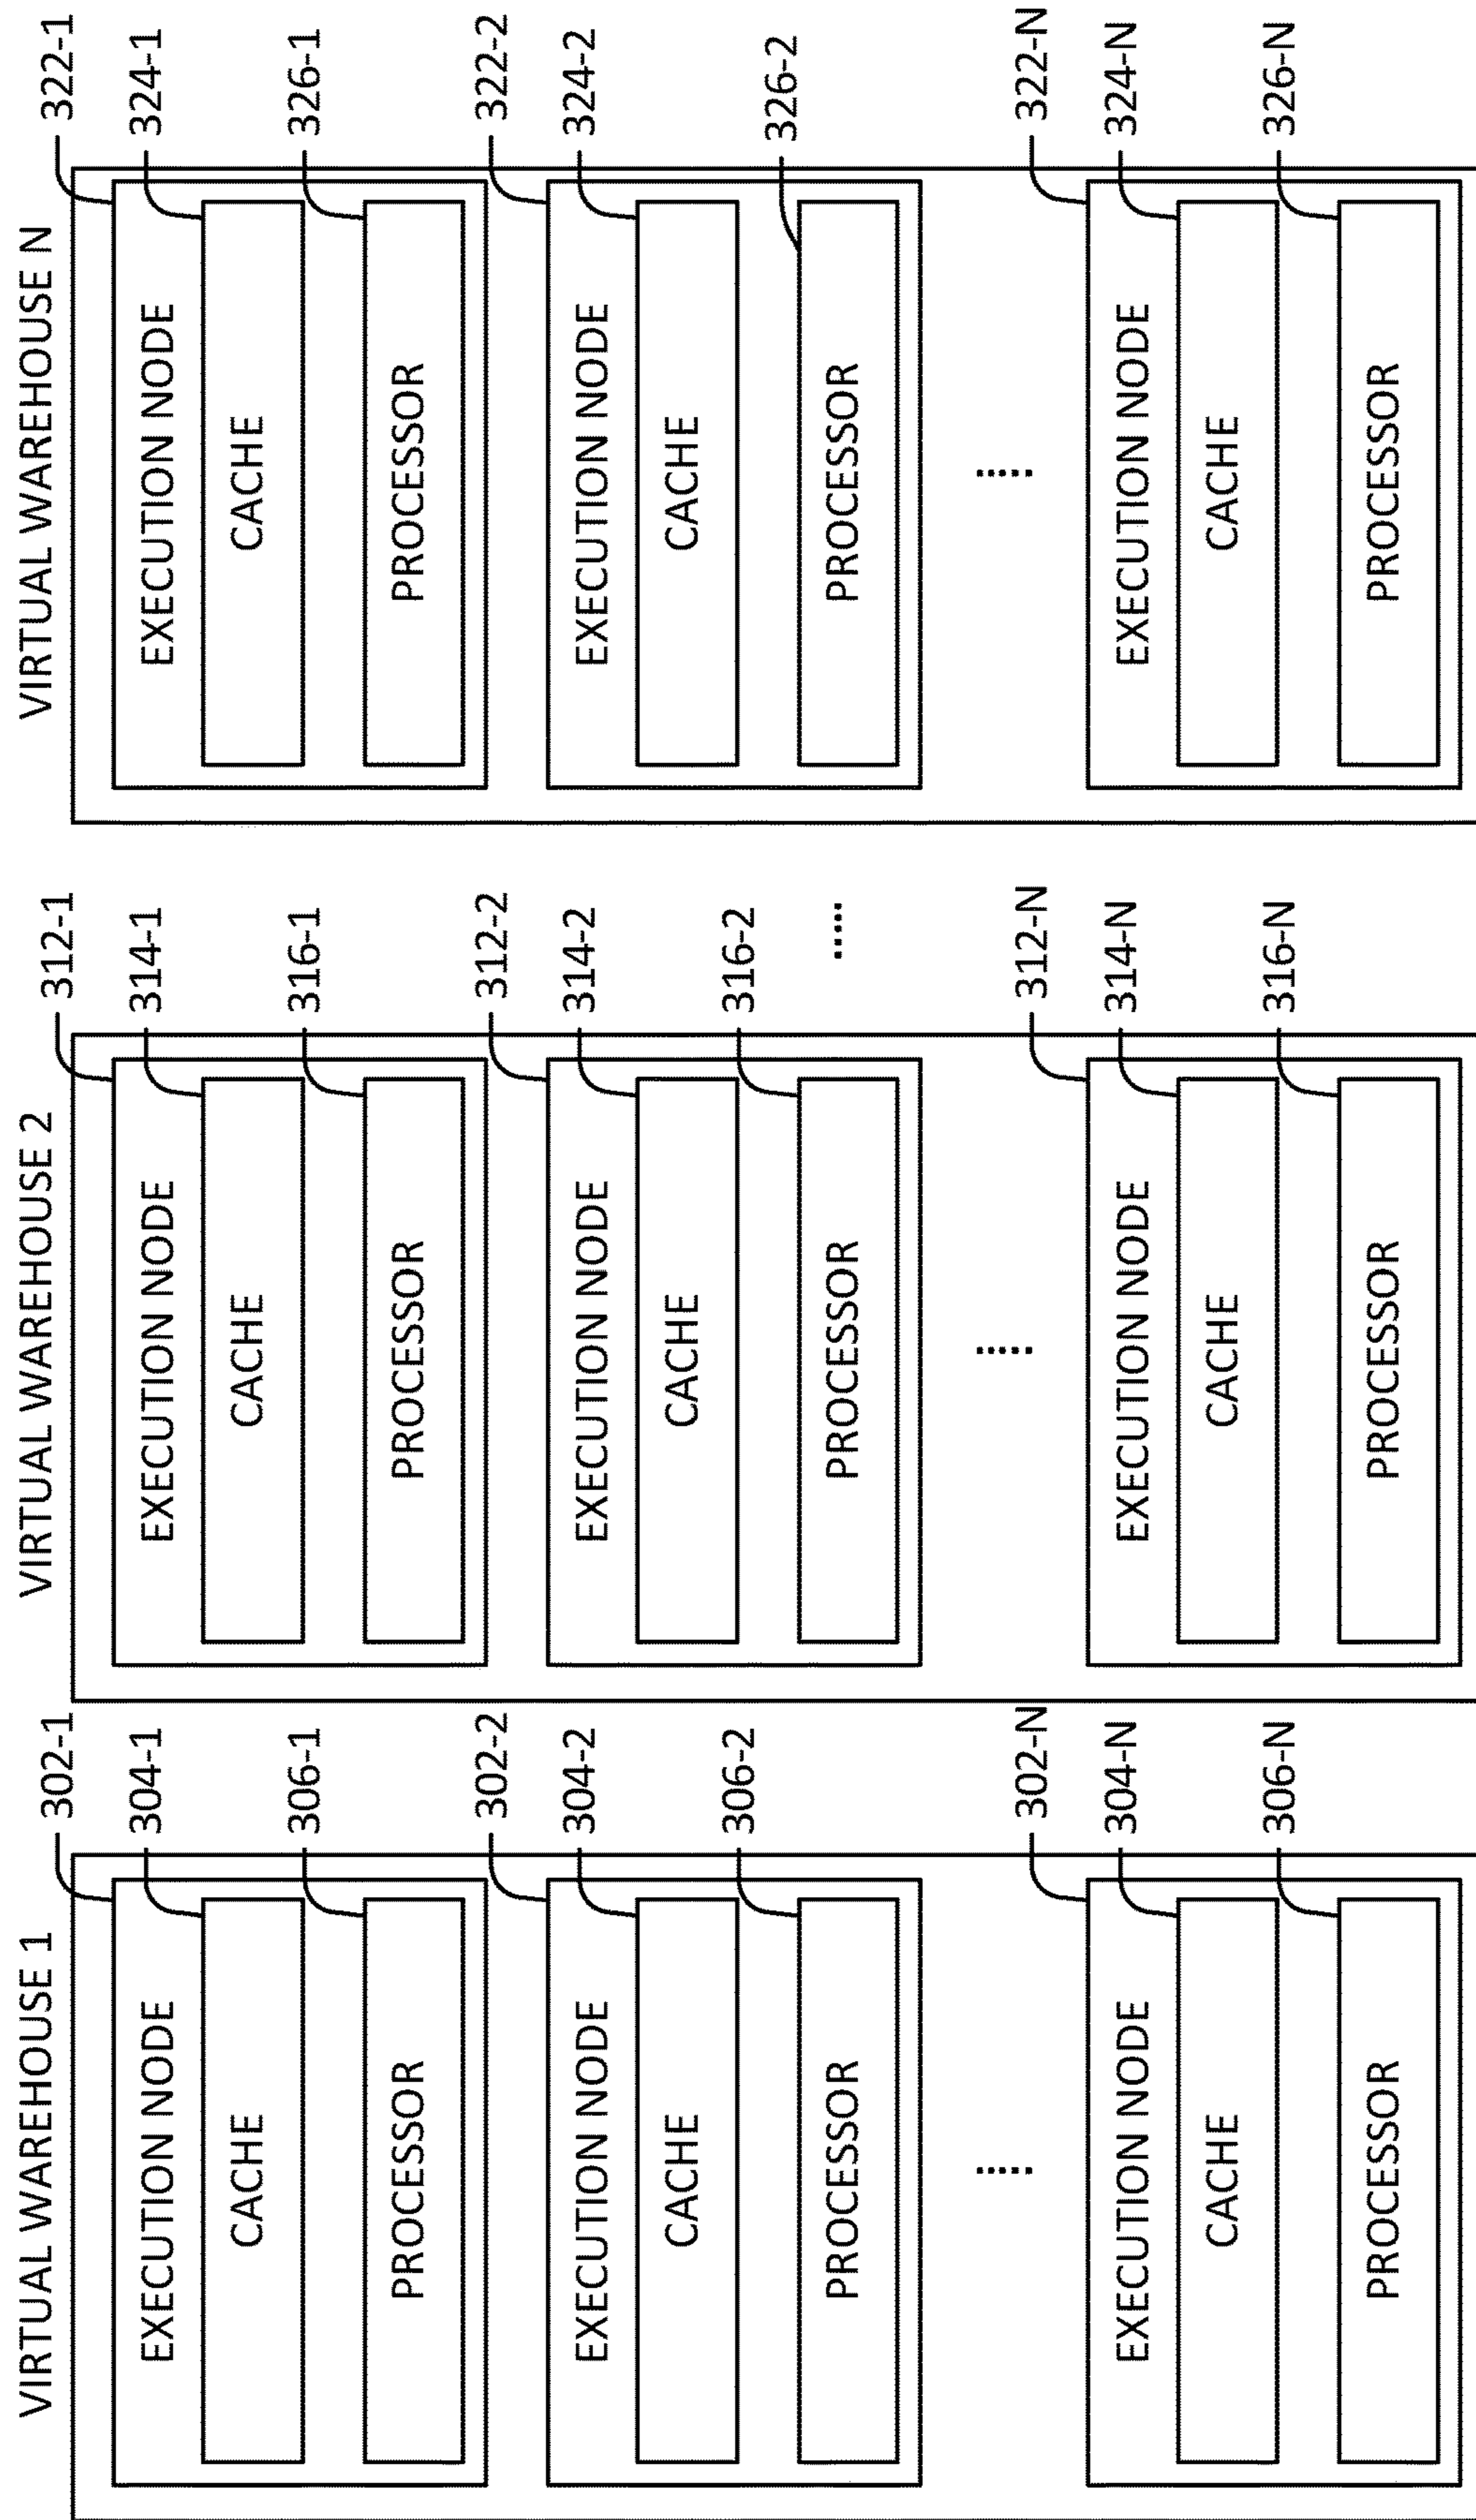 VIRTUAL WAREHOUSE 1
302-1
EXECUTION NODE
304-1
CACHE
306-1
PROCESSOR
302-2
EXECUTION NODE
304-2
CACHE
306-2
PROCESSOR
.....
302-N
EXECUTION NODE
304-N
CACHE
306-N
PROCESSOR
VIRTUAL WAREHOUSE 2
312-1
EXECUTION NODE
314-1
CACHE
316-1
PROCESSOR
312-2
EXECUTION NODE
314-2
CACHE
316-2
PROCESSOR
.....
.....
312-N
EXECUTION NODE
314-N
CACHE
316-N
PROCESSOR
VIRTUAL WAREHOUSE N
322-1
EXECUTION NODE
324-1
CACHE
326-1
PROCESSOR
322-2
EXECUTION NODE
324-2
CACHE
326-2
PROCESSOR
.....
322-N
EXECUTION NODE
324-N
CACHE
326-N
PROCESSOR